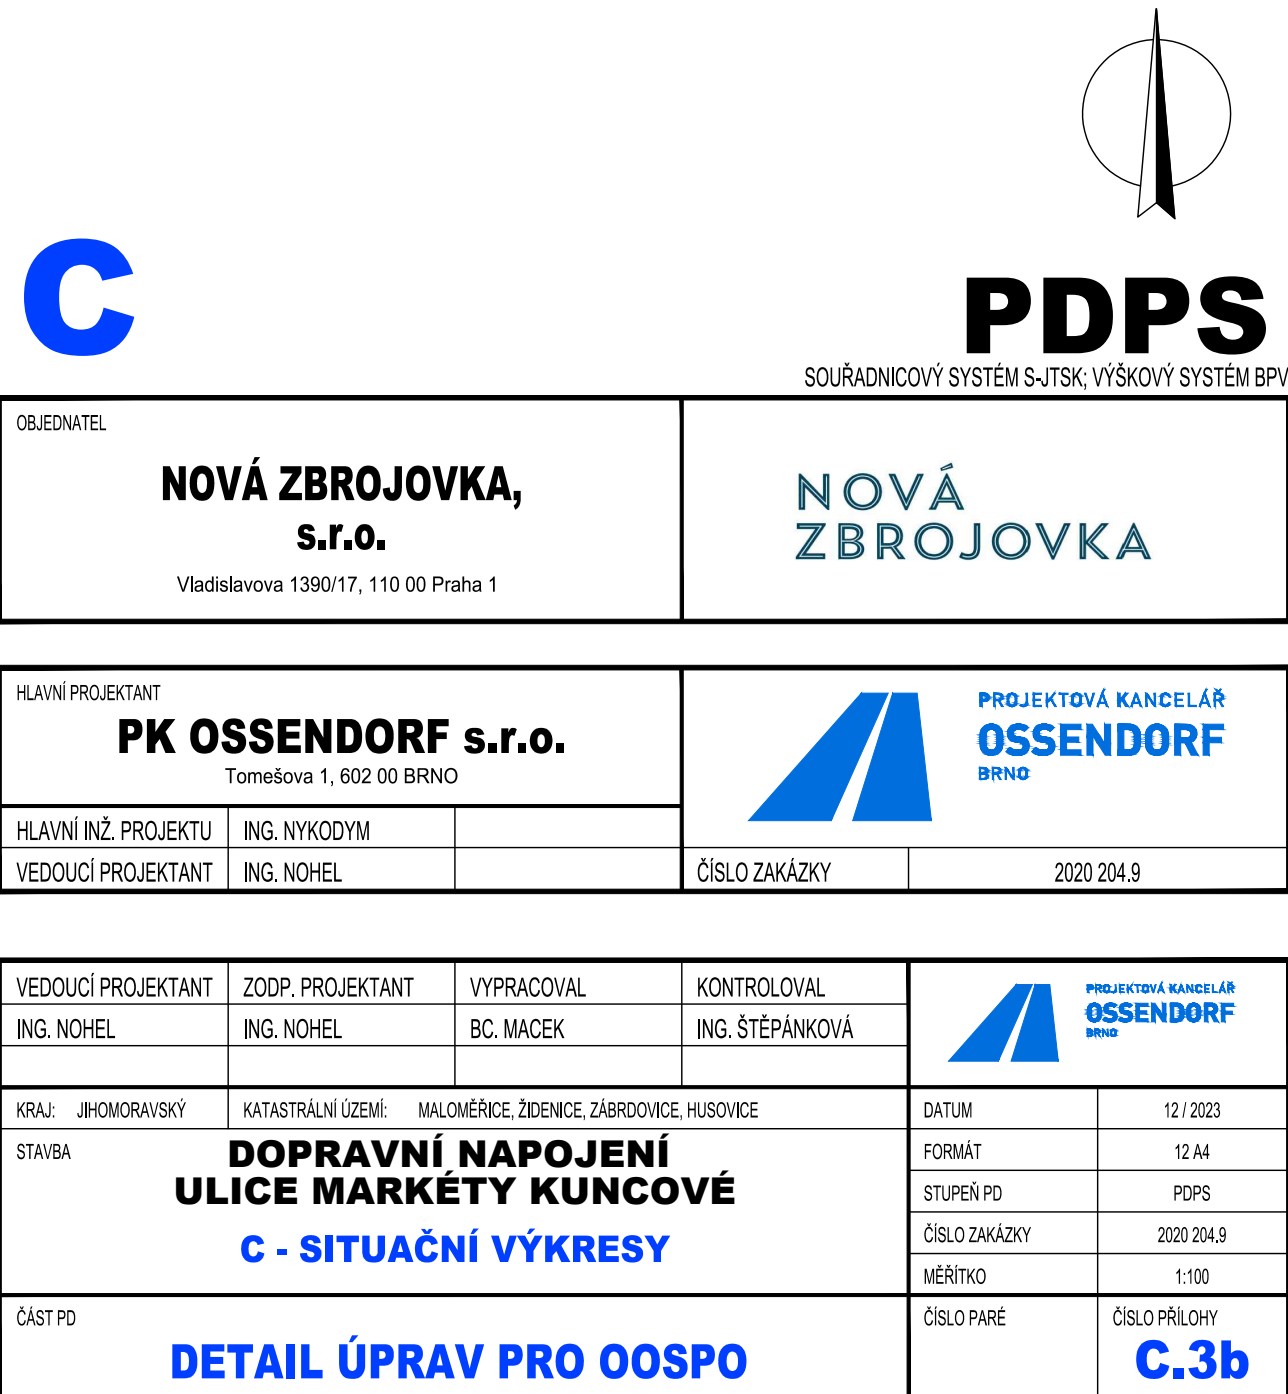 C
PDPS
SOUŘADNICOVÝ SYSTÉM S-JTSK; VÝŠKOVÝ SYSTÉM BPV
OBJEDNATEL
NOVÁ ZBROJOVKA,
s.r.o.
Vladislavova 1390/17, 110 00 Praha 1
NOVÁ
ZBROJOVKA
HLAVNÍ PROJEKTANT
PK OSSENDORF s.r.o.
Tomešova 1, 602 00 BRNO
PROJEKTOVÁ KANCELÁŘ
OSSENDORF
BRNO
HLAVNÍ INŽ. PROJEKTU ING. NYKODYM
VEDOUCÍ PROJEKTANT ING. NOHEL
ČÍSLO ZAKÁZKY 2020 204.9
VEDOUCÍ PROJEKTANT ZODP. PROJEKTANT VYPRACOVAL KONTROLOVAL
ING. NOHEL ING. NOHEL BC. MACEK ING. ŠTĚPÁNKOVÁ
PROJEKTOVÁ KANCELÁŘ
OSSENDORF
BRNO
KRAJ: JIHOMORAVSKÝ KATASTRÁLNÍ ÚZEMÍ: MALOMĚŘICE, ŽIDENICE, ZÁBRDOVICE, HUSOVICE
DATUM 12 / 2023
STAVBA
DOPRAVNÍ NAPOJENÍ
ULICE MARKÉTY KUNCOVÉ
C - SITUAČNÍ VÝKRESY
FORMÁT 12 A4
STUPEŇ PD PDPS
ČÍSLO ZAKÁZKY 2020 204.9
MĚŘÍTKO 1:100
ČÁST PD
DETAIL ÚPRAV PRO OOSPO
ČÍSLO PARÉ
ČÍSLO PŘÍLOHY
C.3b